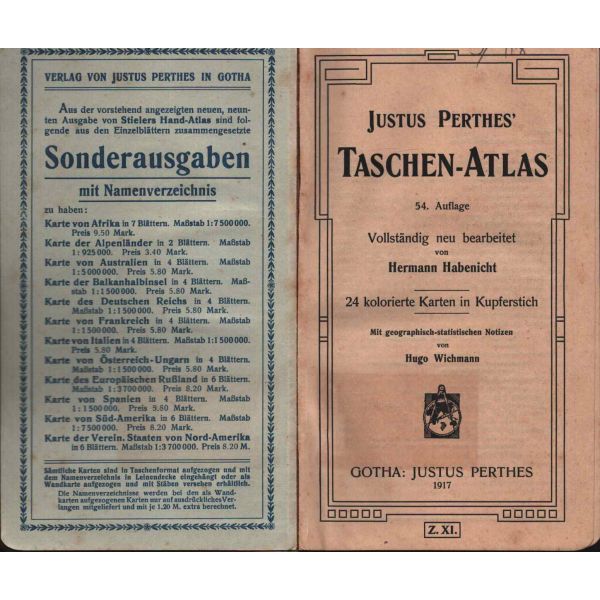 VERLAG VON JUSTUS PERTHES IN GOTHA
Aus der vorstehend angezeigten neuen, neun-
ten Ausgabe von Stielers Hand-Atlas sind fol-
gende aus den Einzelblättern zusammengesetzte
Sonderausgaben
mit Namenverzeichnis
zu haben:
Karte von Afrika in 7 Blättern. Maßstab 1:7500000.
Preis 9.50 Mark.
Karte der Alpenländer in 2 Blättern. Maßstab
1:925000. Preis 3.40 Mark.
Karte von Australien in 4 Blättern. Maßstab
1:5000000. Preis 5.80 Mark.
Karte der Balkanhalbinsel in 4 Blättern. Maß-
stab 1:1500000. Preis 5.80 Mark.
Karte des Deutschen Reichs in 4 Blättern.
Maßstab 1:1500000. Preis 5.80 Mark.
Karte von Frankreich in 4 Blättern. Maßstab
1:1500000. Preis 5.80 Mark.
Karte von Italien in 4 Blättern. Maßstab 1:1500000.
Preis 5.80 Mark.
Karte von Österreich-Ungarn in 4 Blättern.
Maßstab 1:1500000. Preis 5.80 Mark.
Karte des Europäischen Rußland in 6 Blättern.
Maßstab 1:3700000. Preis 8.20 Mark.
Karte von Spanien in 4 Blättern. Maßstab
1:1500000. Preis 5.80 Mark.
Karte von Süd-Amerika in 6 Blättern. Maßstab
1:7500000. Preis 8.20 Mark.
Karte der Verein. Staaten von Nord-Amerika
in 6 Blättern. Maßstab 1:3700000. Preis 8.20 M.
Sämtliche Karten sind in Taschenformat aufgezogen und mit
dem Namenverzeichnis in Leinendecke eingehängt oder als
Wandkarte aufgezogen und mit Stäben versehen erhältlich.
Die Namenverzeichnisse werden bei den als Wand-
karten aufgezogenen Karten nur auf ausdrückliches Ver-
langen mitgeliefert und mit je 1.20 M. extra berechnet.
JUSTUS PERTHES'
TASCHEN-ATLAS
54. Auflage
Vollständig neu bearbeitet
von
Hermann Habenicht
24 kolorierte Karten in Kupferstich
Mit geographisch-statistischen Notizen
von
Hugo Wichmann
GOTHA: JUSTUS PERTHES
1917
Z. XI.